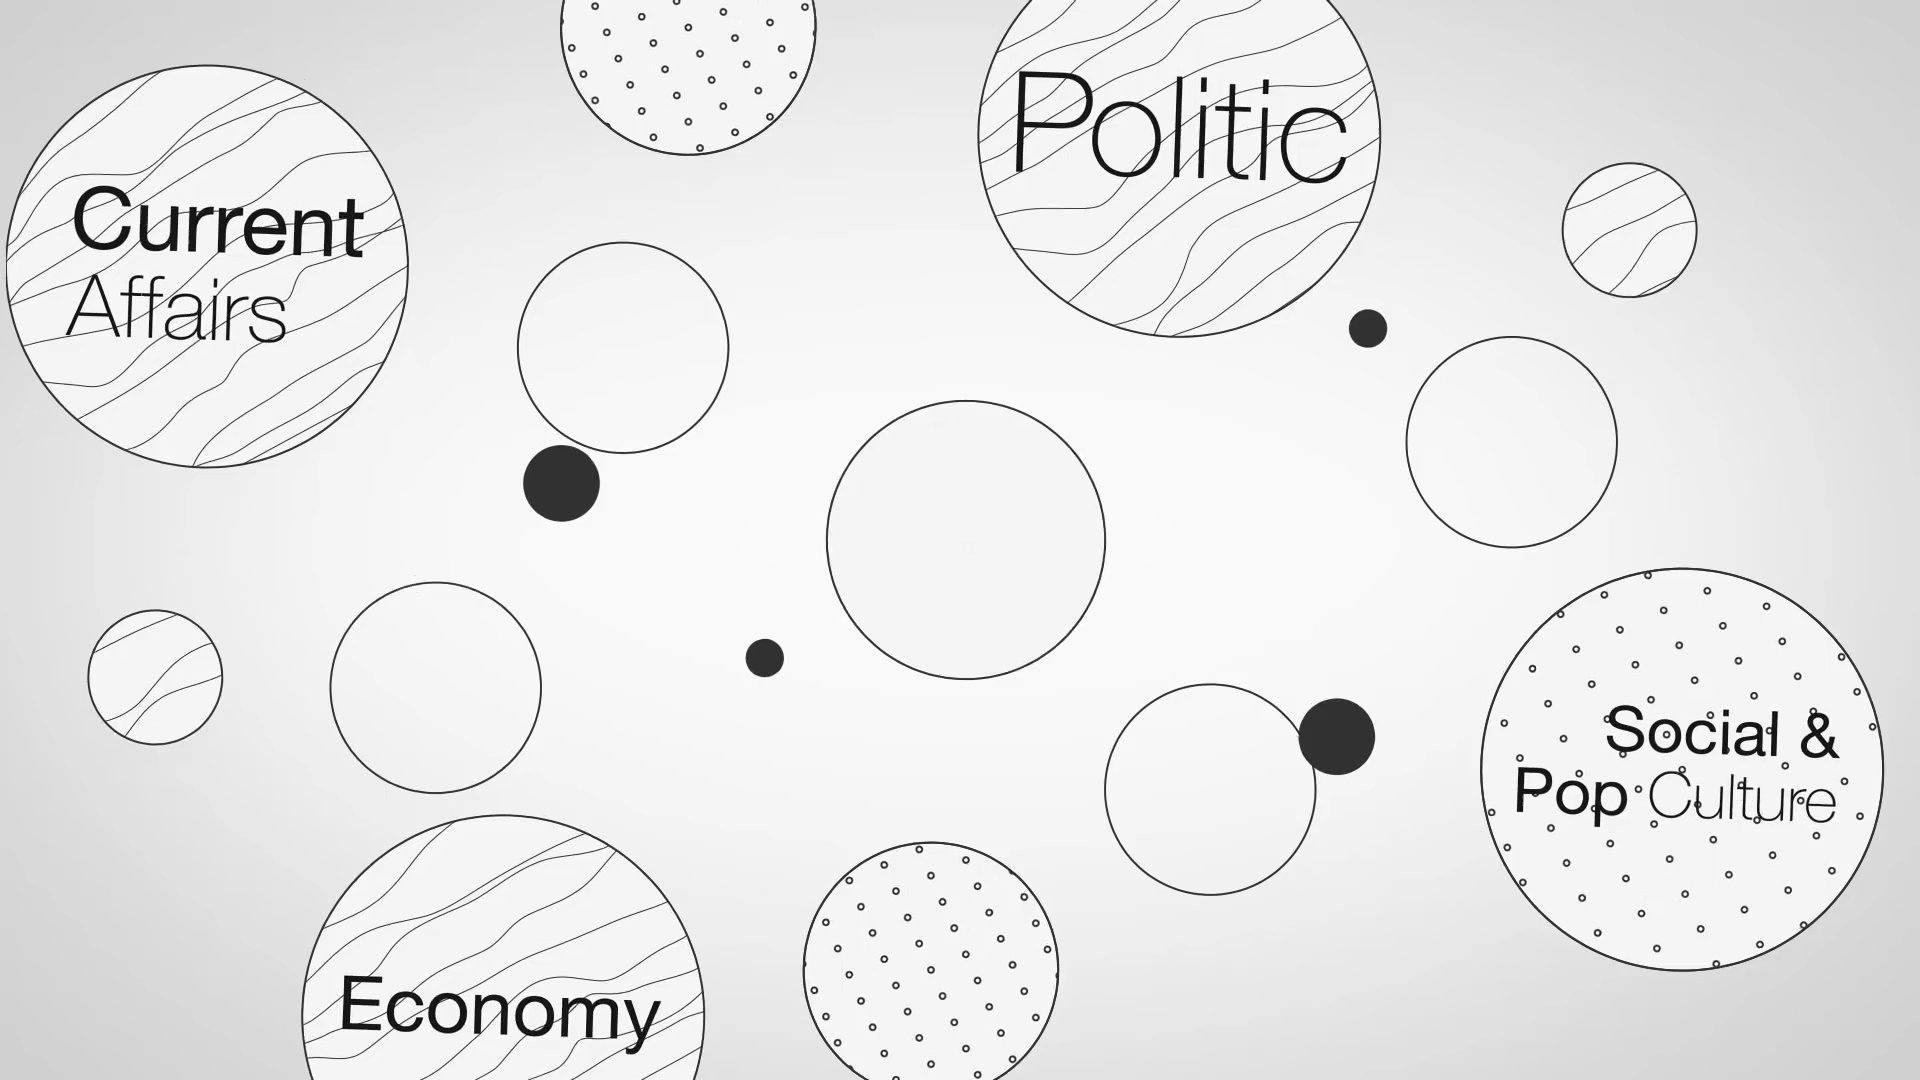 Politic
Current
Affairs
Social &
Pop Culture
Economy